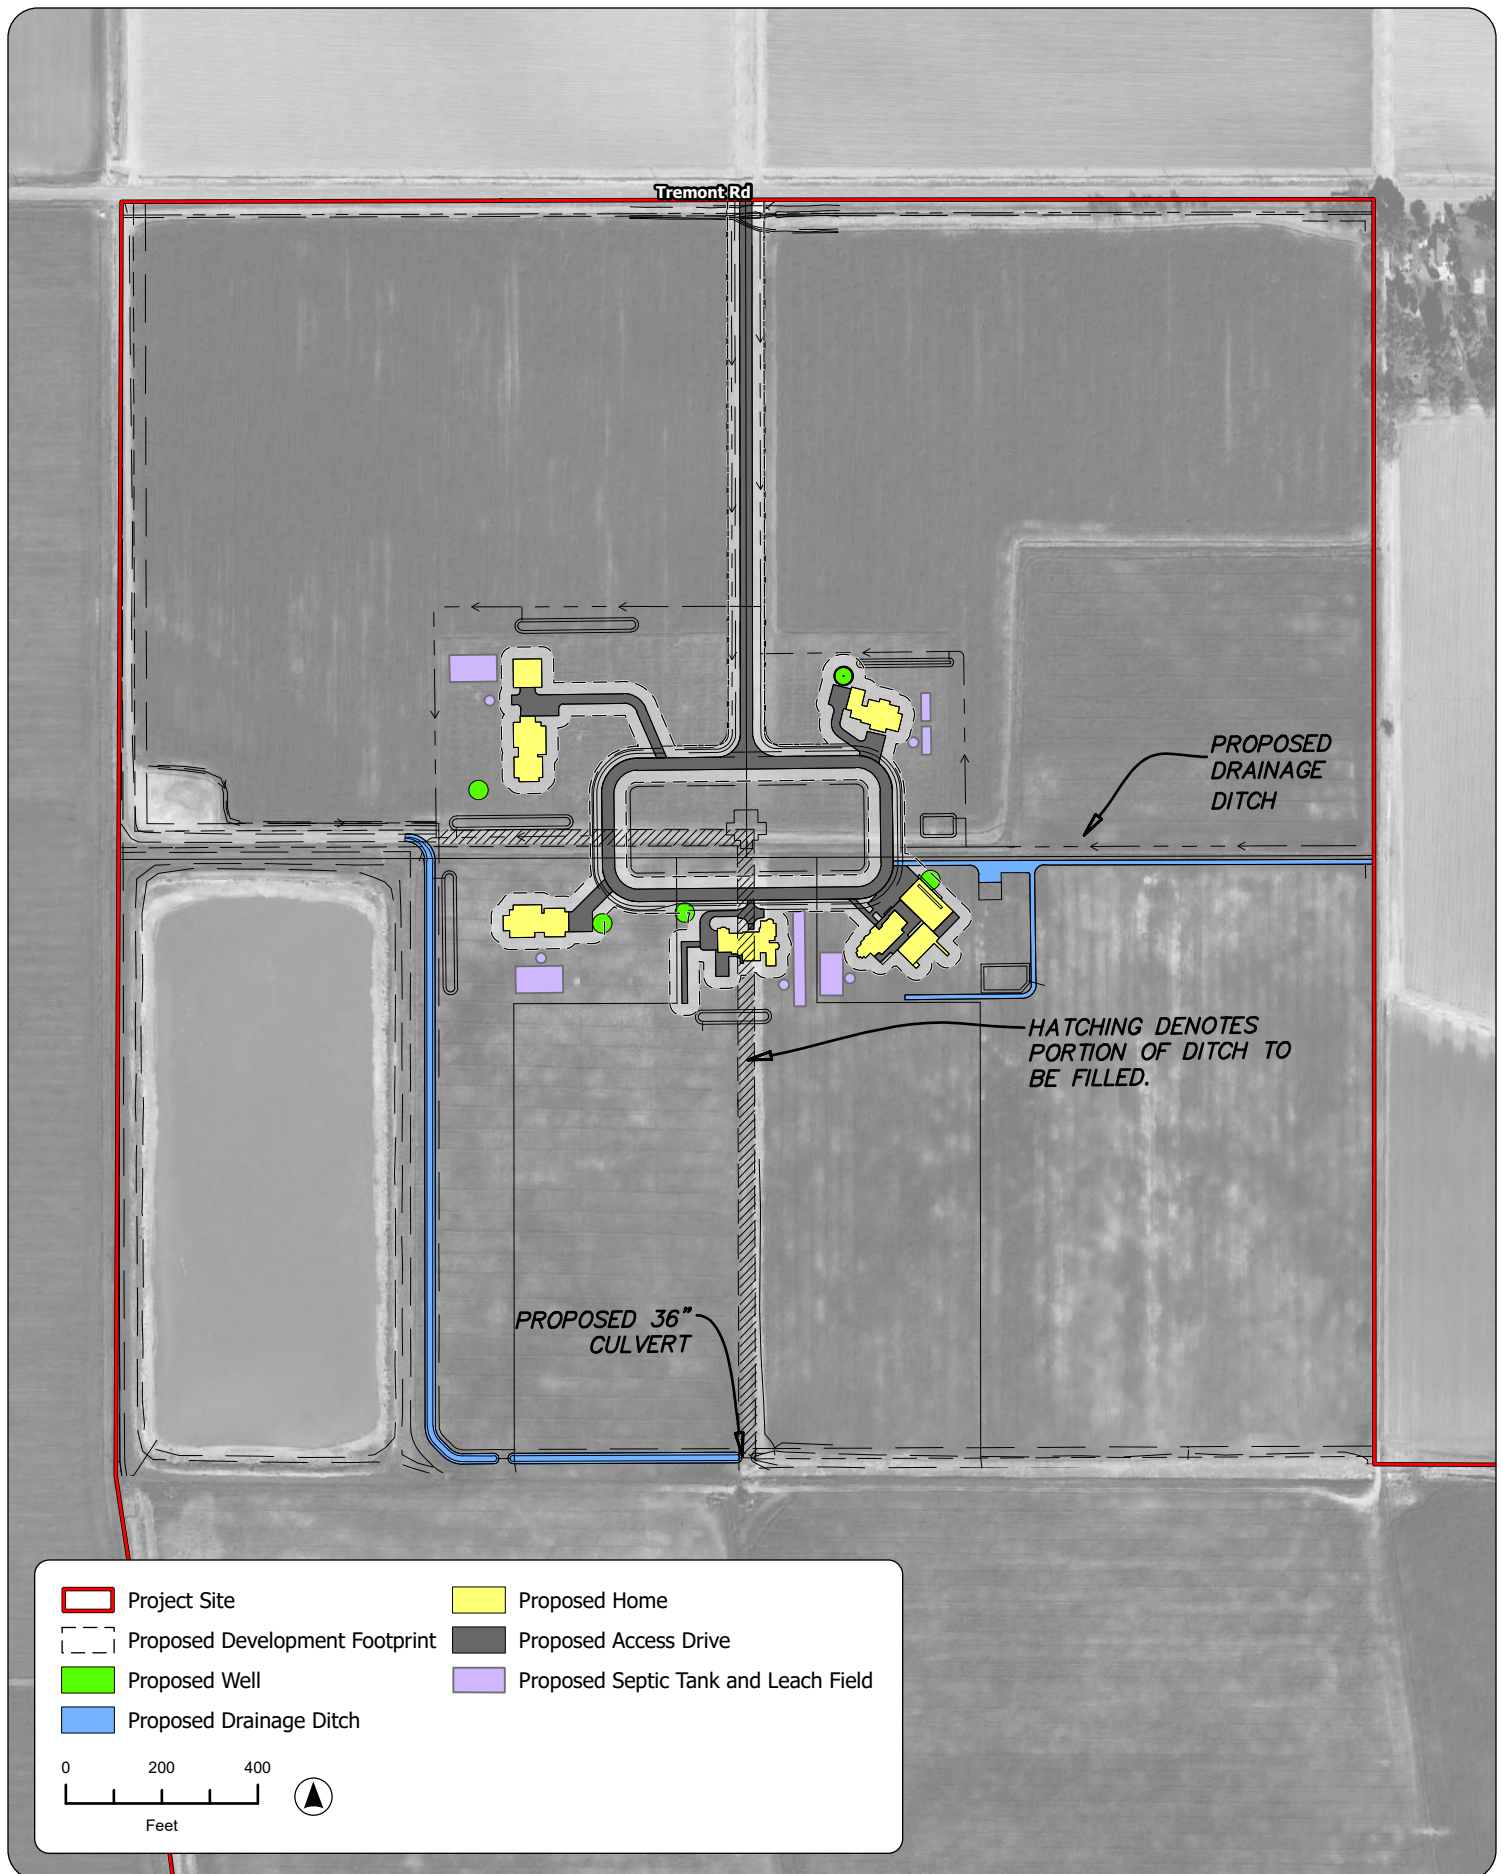 Tremont Rd
PROPOSED
DRAINAGE
DITCH
HATCHING DENOTES
PORTION OF DITCH TO
BE FILLED.
PROPOSED 36"
CULVERT
Project Site
Proposed Development Footprint
Proposed Well
Proposed Drainage Ditch
Proposed Home
Proposed Access Drive
Proposed Septic Tank and Leach Field
0 200 400
Feet